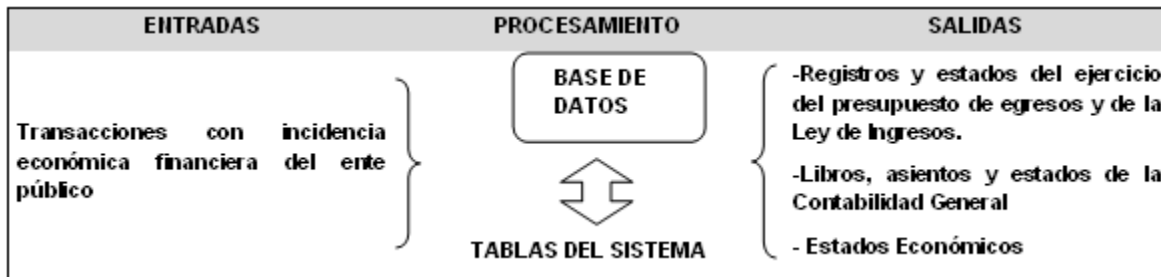 ENTRADAS
PROCESAMIENTO
SALIDAS
Transacciones con incidencia
económica financiera del ente
público
BASE DE
DATOS
TABLAS DEL SISTEMA
-Registros y estados del ejercicio
del presupuesto de egresos y de la
Ley de Ingresos.
-Libros, asientos y estados de la
Contabilidad General
- Estados Económicos